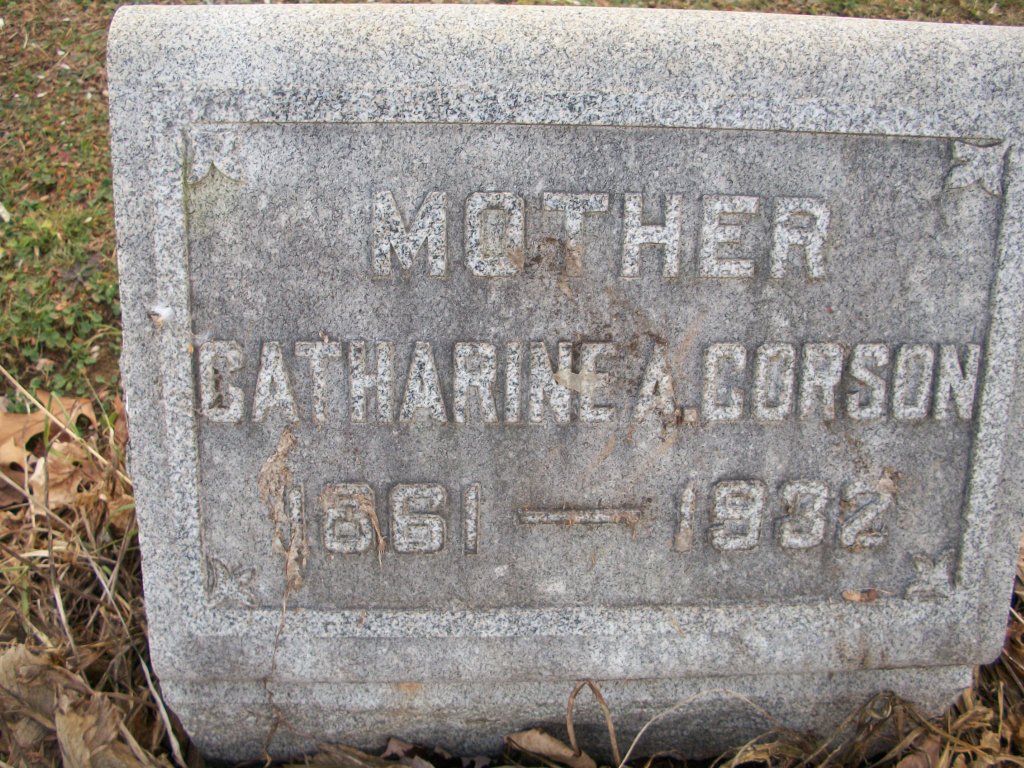 MOTHER
CATHARINE A. CORSON
1861 — 1932